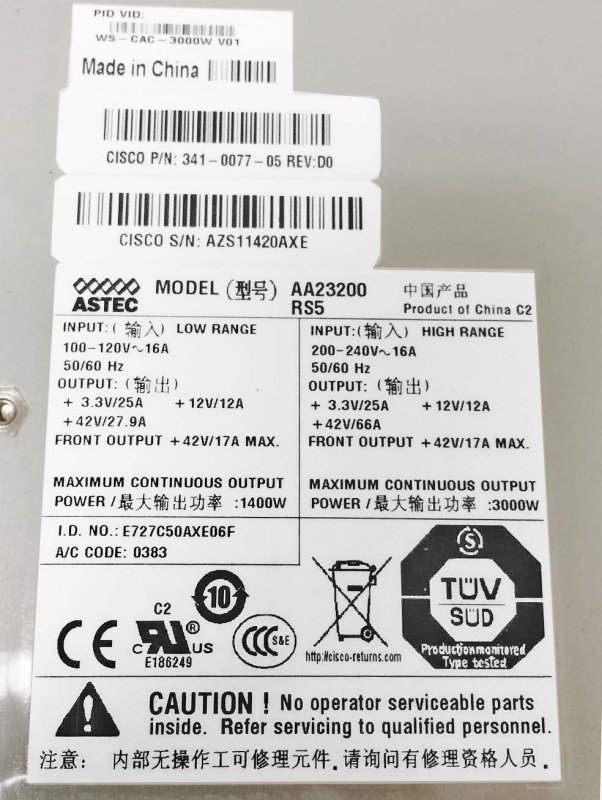 PID VID:
WS-CAC-3000W V01
Made in China
CISCO P/N: 341-0077-05 REV:D0
CISCO S/N: AZS11420AXE
ASTEC
MODEL (型号) AA23200
RS5
中国产品
Product of China C2
INPUT:(输入) LOW RANGE
100-120V~16A
50/60 Hz
OUTPUT:(输出)
+ 3.3V/25A + 12V/12A
+ 42V/27.9A
FRONT OUTPUT +42V/17A MAX.
MAXIMUM CONTINUOUS OUTPUT
POWER /最大输出功率 :1400W
INPUT:(输入) HIGH RANGE
200-240V~16A
50/60 Hz
OUTPUT:(输出)
+ 3.3V/25A + 12V/12A
+ 42V/66A
FRONT OUTPUT +42V/17A MAX.
MAXIMUM CONTINUOUS OUTPUT
POWER /最大输出功率 :3000W
I.D. NO.: E727C50AXE06F
A/C CODE: 0383
CE
C2
c RU ® US
E186249
10
CCC S&E
http://cisco-returns.com
S
TÜV
SÜD
Production monitored
Type tested
CAUTION ! No operator serviceable parts
inside. Refer servicing to qualified personnel.
注意: 内部无操作工可修理元件.请询问有修理资格人员.